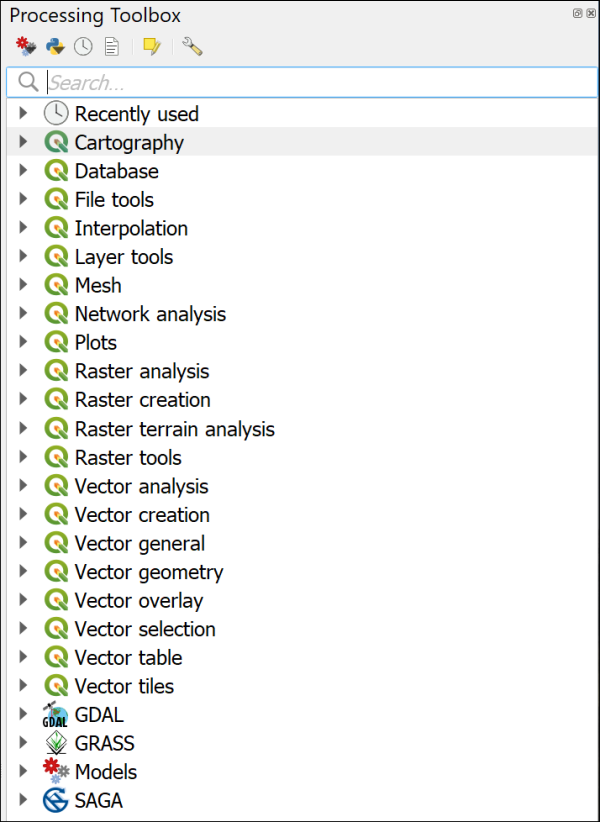 Processing Toolbox
Search...
Recently used
Cartography
Database
File tools
Interpolation
Layer tools
Mesh
Network analysis
Plots
Raster analysis
Raster creation
Raster terrain analysis
Raster tools
Vector analysis
Vector creation
Vector general
Vector geometry
Vector overlay
Vector selection
Vector table
Vector tiles
GDAL GDAL
GRASS
Models
SAGA